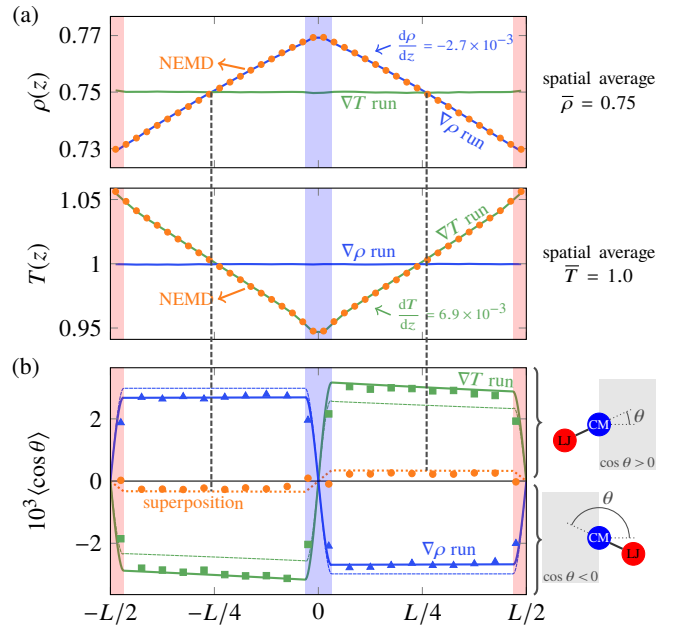 (a)
0.77
0.75
0.73
ρ(z)
NEMD
dρ/dz = −2.7 × 10⁻³
∇T run
∇ρ run
spatial average
ρ̅ = 0.75
1.05
1
0.95
T(z)
∇T run
∇ρ run
NEMD
dT/dz = 6.9 × 10⁻³
spatial average
T̅ = 1.0
(b)
2
0
−2
10³⟨cos θ⟩
∇T run
superposition
∇ρ run
−L/2
−L/4
0
L/4
L/2
θ
CM
LJ
cos θ > 0
θ
CM
LJ
cos θ < 0